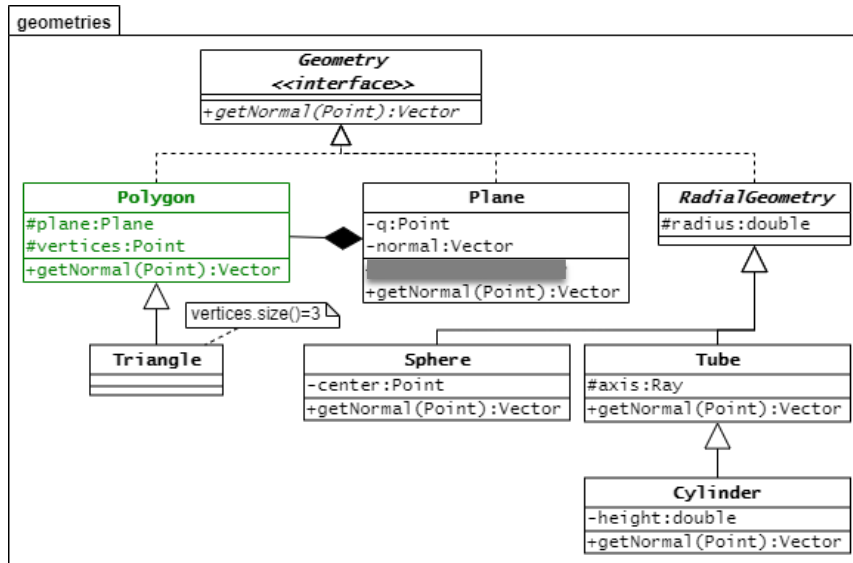 geometries
Geometry
<<interface>>
+getNormal(Point):Vector
Polygon
#plane:Plane
#vertices:Point
+getNormal(Point):Vector
Plane
-q:Point
-normal:Vector
+getNormal(Point):Vector
RadialGeometry
#radius:double
vertices.size()=3
Triangle
Sphere
-center:Point
+getNormal(Point):Vector
Tube
#axis:Ray
+getNormal(Point):Vector
Cylinder
-height:double
+getNormal(Point):Vector